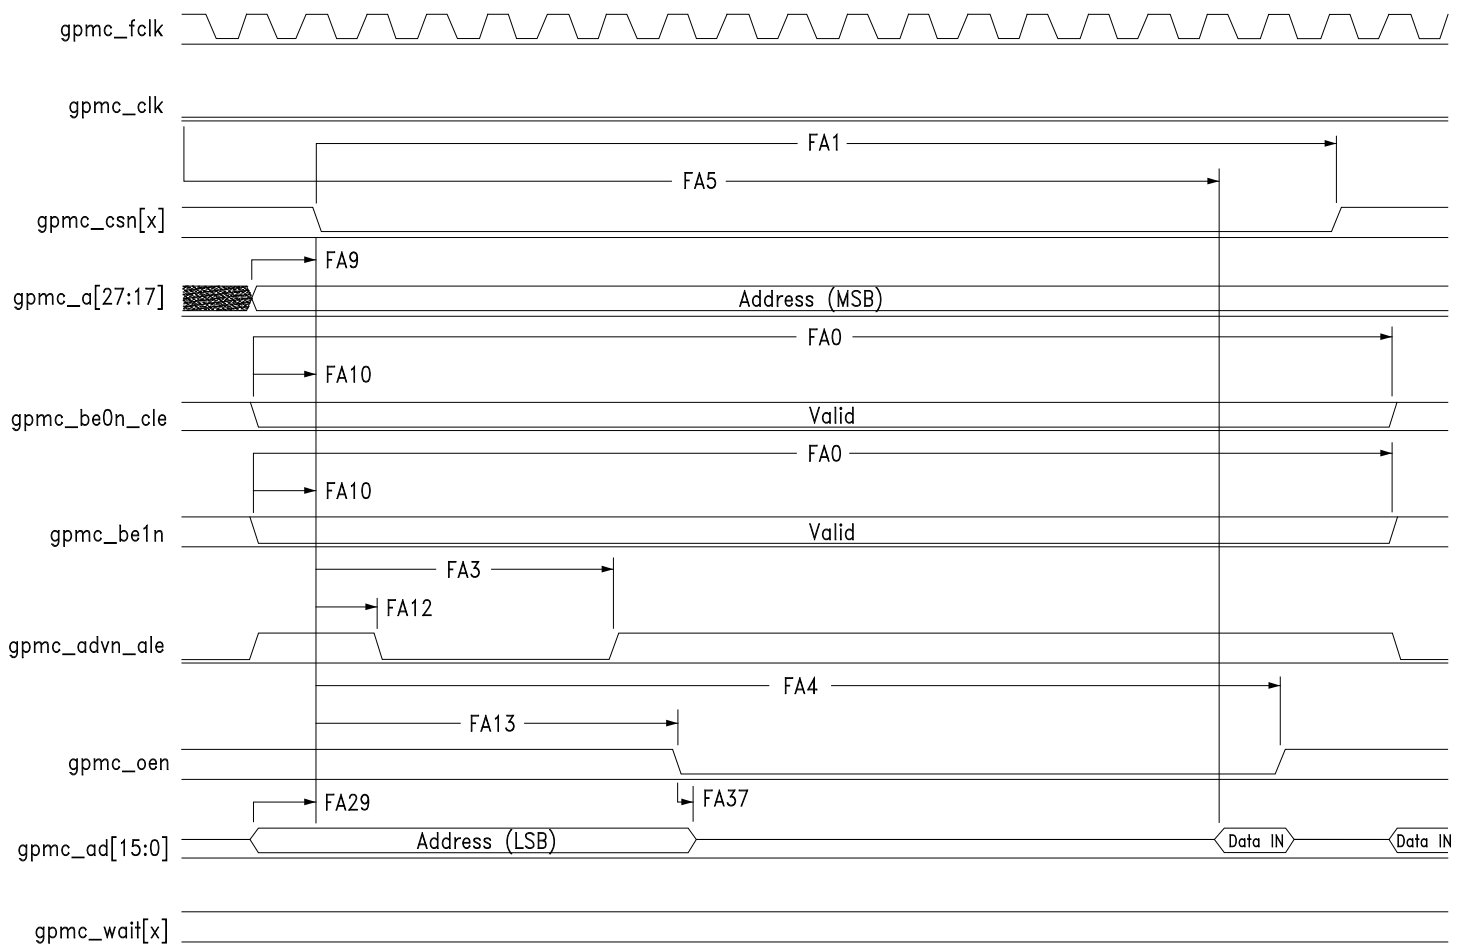 gpmc_fclk
gpmc_clk
FA1
FA5
gpmc_csn[x]
FA9
gpmc_a[27:17]
Address (MSB)
FA0
FA10
gpmc_be0n_cle
Valid
FA0
FA10
gpmc_be1n
Valid
FA3
FA12
gpmc_advn_ale
FA4
FA13
gpmc_oen
FA29
FA37
gpmc_ad[15:0]
Address (LSB)
Data IN
Data IN
gpmc_wait[x]